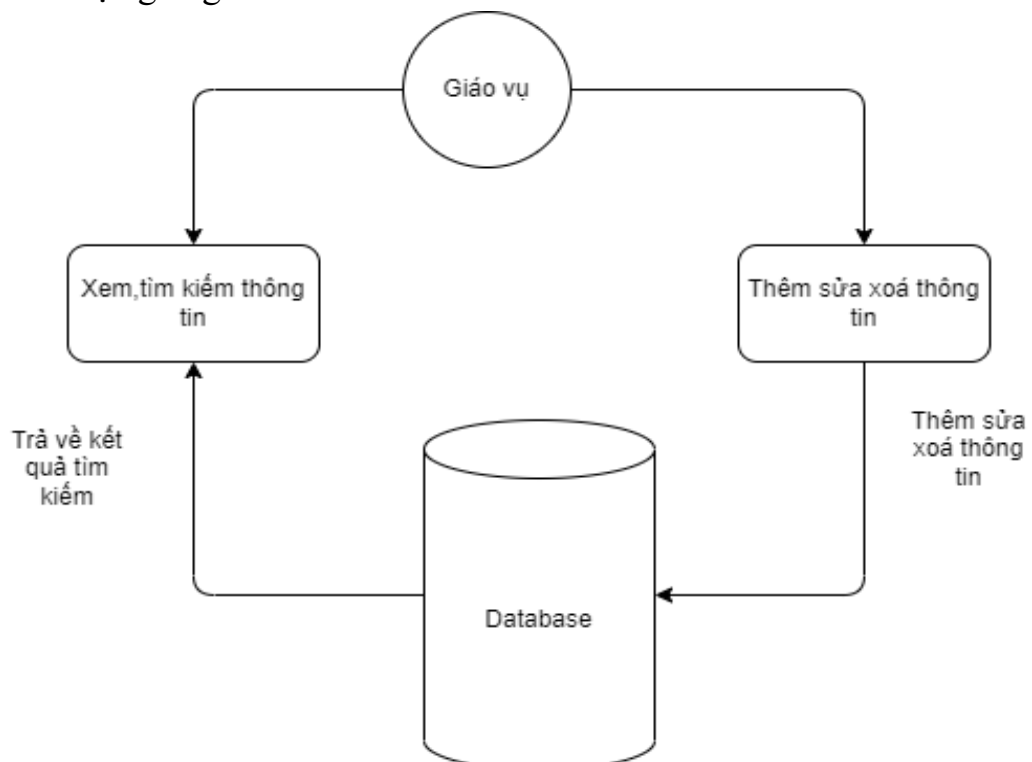 Giáo vụ
Xem,tìm kiếm thông
tin
Thêm sửa xoá thông
tin
Trả về kết
quả tìm
kiếm
Thêm sửa
xoá thông
tin
Database